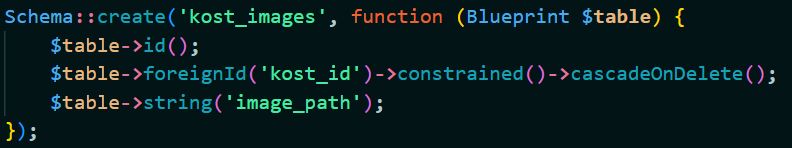 Schema::create('kost_images', function (Blueprint $table) {
    $table->id();
    $table->foreignId('kost_id')->constrained()->cascadeOnDelete();
    $table->string('image_path');
});